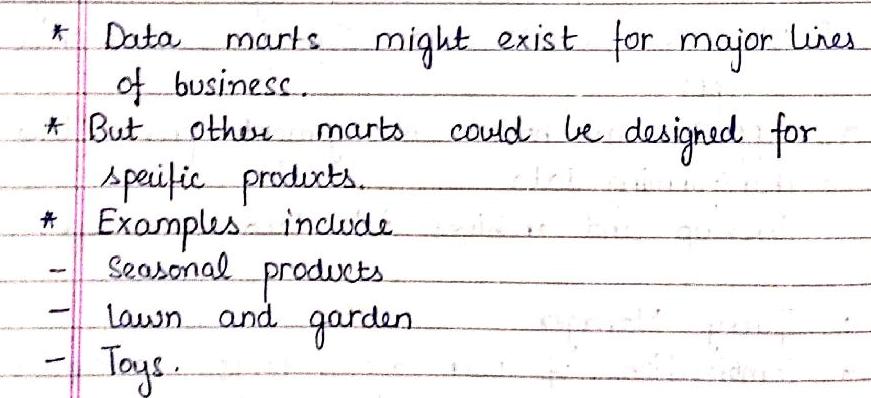 * Data marts might exist for major lines
of business.
* But other marts could be designed for
specific products.
* Examples include
- Seasonal products
- Lawn and garden
- Toys.